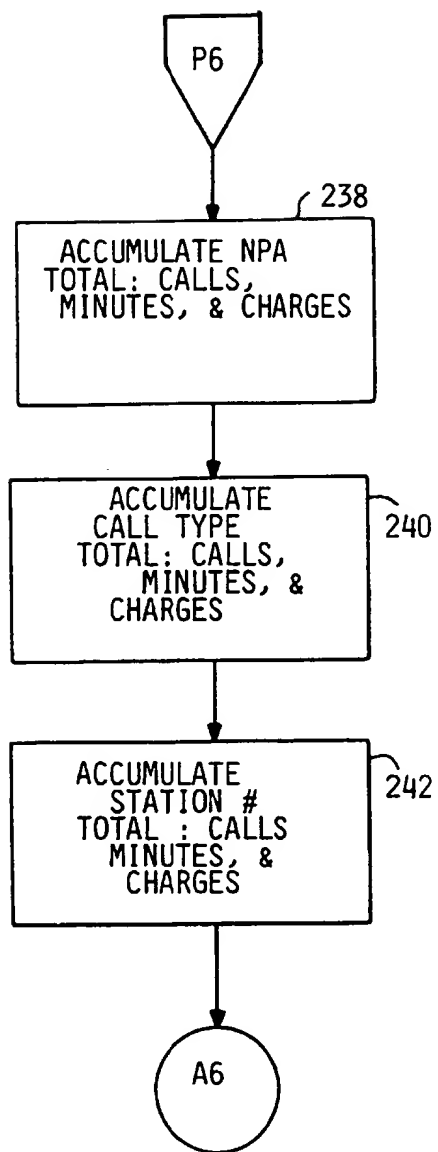 P6
238
ACCUMULATE NPA
TOTAL: CALLS,
MINUTES, & CHARGES
240
ACCUMULATE
CALL TYPE
TOTAL: CALLS,
MINUTES, &
CHARGES
242
ACCUMULATE
STATION #
TOTAL : CALLS
MINUTES, &
CHARGES
A6